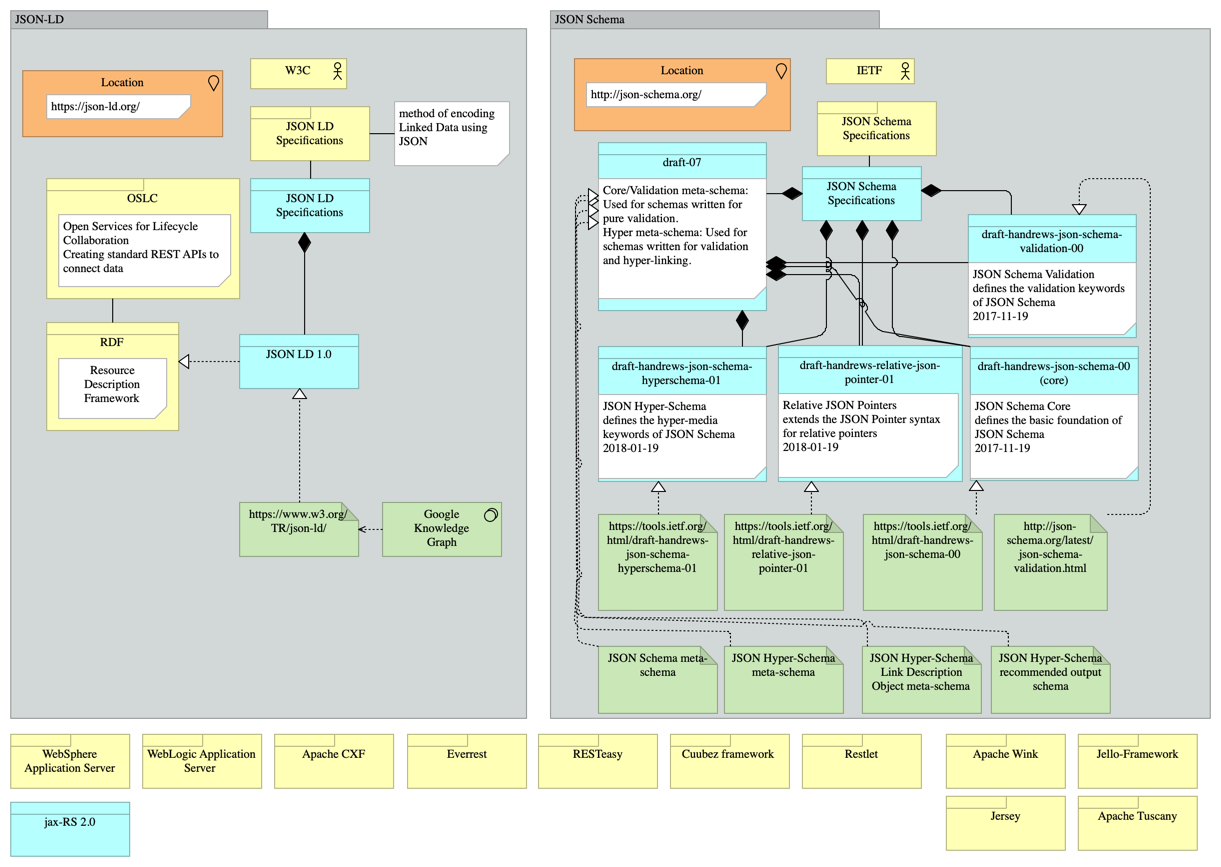 JSON-LD
Location
https://json-ld.org/
W3C
JSON LD
Specifications
method of encoding
Linked Data using
JSON
OSLC
Open Services for Lifecycle
Collaboration
Creating standard REST APIs to
connect data
JSON LD
Specifications
RDF
Resource
Description
Framework
JSON LD 1.0
https://www.w3.org/
TR/json-ld/
Google
Knowledge
Graph
JSON Schema
Location
http://json-schema.org/
IETF
JSON Schema
Specifications
draft-07
Core/Validation meta-schema:
Used for schemas written for
pure validation.
Hyper meta-schema: Used for
schemas written for validation
and hyper-linking.
JSON Schema
Specifications
draft-handrews-json-schema-
validation-00
JSON Schema Validation
defines the validation keywords
of JSON Schema
2017-11-19
draft-handrews-json-schema-
hyperschema-01
JSON Hyper-Schema
defines the hyper-media
keywords of JSON Schema
2018-01-19
draft-handrews-relative-json-
pointer-01
Relative JSON Pointers
extends the JSON Pointer syntax
for relative pointers
2018-01-19
draft-handrews-json-schema-00
(core)
JSON Schema Core
defines the basic foundation of
JSON Schema
2017-11-19
https://tools.ietf.org/
html/draft-handrews-
json-schema-
hyperschema-01
https://tools.ietf.org/
html/draft-handrews-
relative-json-
pointer-01
https://tools.ietf.org/
html/draft-handrews-
json-schema-00
http://json-
schema.org/latest/
json-schema-
validation.html
JSON Schema meta-
schema
JSON Hyper-Schema
meta-schema
JSON Hyper-Schema
Link Description
Object meta-schema
JSON Hyper-Schema
recommended output
schema
WebSphere
Application Server
WebLogic Application
Server
Apache CXF
Everrest
RESTeasy
Cuubez framework
Restlet
Apache Wink
Jello-Framework
jax-RS 2.0
Jersey
Apache Tuscany